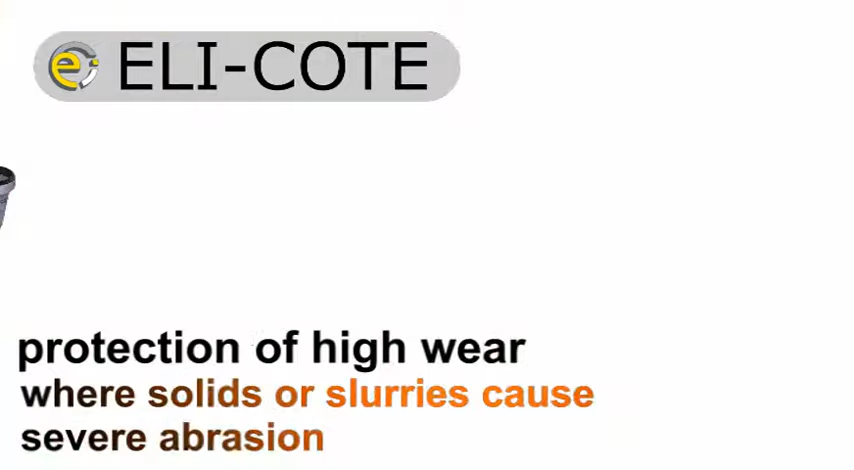 ELI-COTE
protection of high wear
where solids or slurries cause
severe abrasion